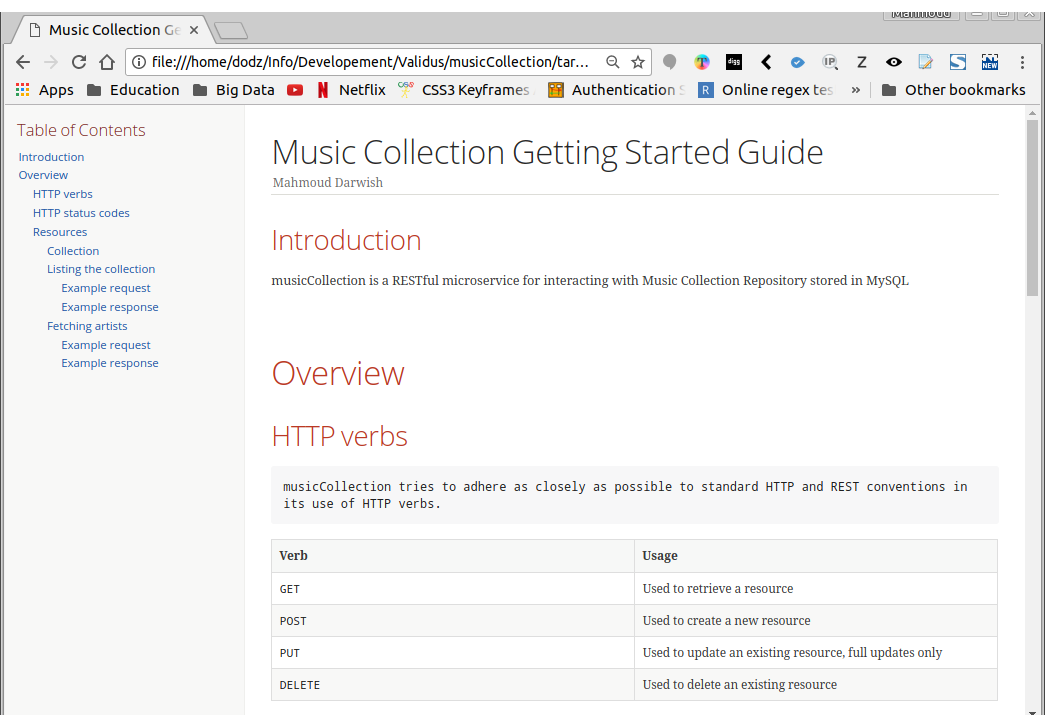 Mahmoud
Music Collection Ge
file:///home/dodz/Info/Developement/Validus/musicCollection/tar...
digg
IP
Z
S
NEW
Apps
Education
Big Data
N Netflix
CSS CSS3 Keyframes
Authentication S
R Online regex tes
»
Other bookmarks
Table of Contents
Introduction
Overview
HTTP verbs
HTTP status codes
Resources
Collection
Listing the collection
Example request
Example response
Fetching artists
Example request
Example response
Music Collection Getting Started Guide
Mahmoud Darwish
Introduction
musicCollection is a RESTful microservice for interacting with Music Collection Repository stored in MySQL
Overview
HTTP verbs
musicCollection tries to adhere as closely as possible to standard HTTP and REST conventions in
its use of HTTP verbs.
Verb Usage
GET Used to retrieve a resource
POST Used to create a new resource
PUT Used to update an existing resource, full updates only
DELETE Used to delete an existing resource